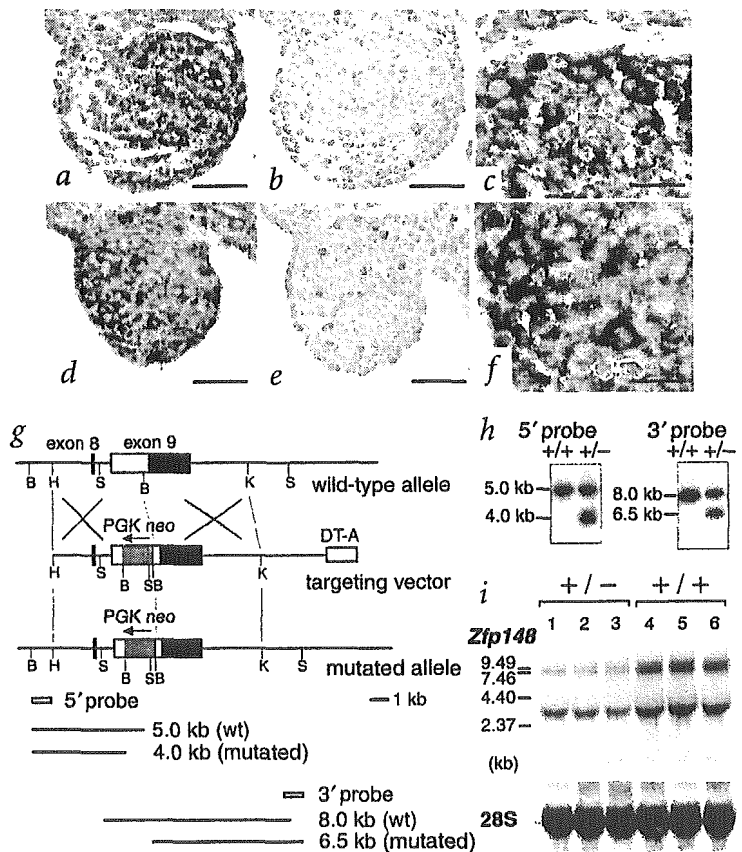 a b c
d e f
g
exon 8 exon 9
B H S B K S
wild-type allele
PGK neo
DT-A
H S B S B K
targeting vector
PGK neo
B H S B S B K S
mutated allele
5′ probe
1 kb
5.0 kb (wt)
4.0 kb (mutated)
3′ probe
8.0 kb (wt)
6.5 kb (mutated)
h
5′ probe
+/+ +/–
5.0 kb
4.0 kb
3′ probe
+/+ +/–
8.0 kb
6.5 kb
i
+ / – + / +
1 2 3 4 5 6
Zfp148
9.49
7.46
4.40
2.37
(kb)
28S